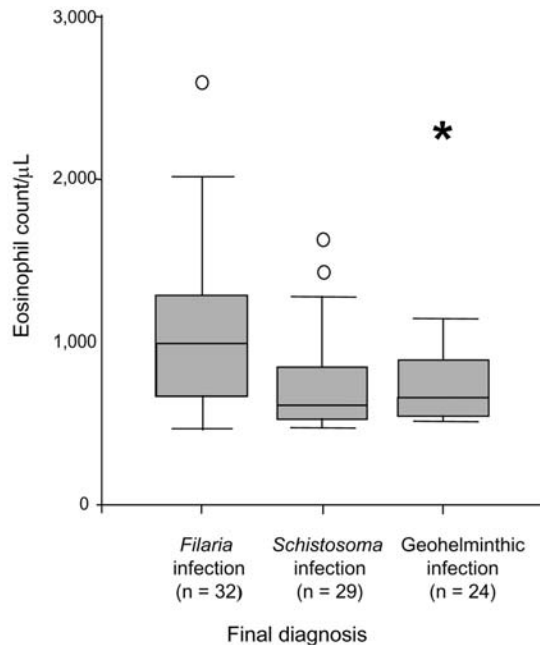 3,000
2,000
1,000
0
Eosinophil count/μL
*
Filaria
infection
(n = 32)
Schistosoma
infection
(n = 29)
Geohelminthic
infection
(n = 24)
Final diagnosis